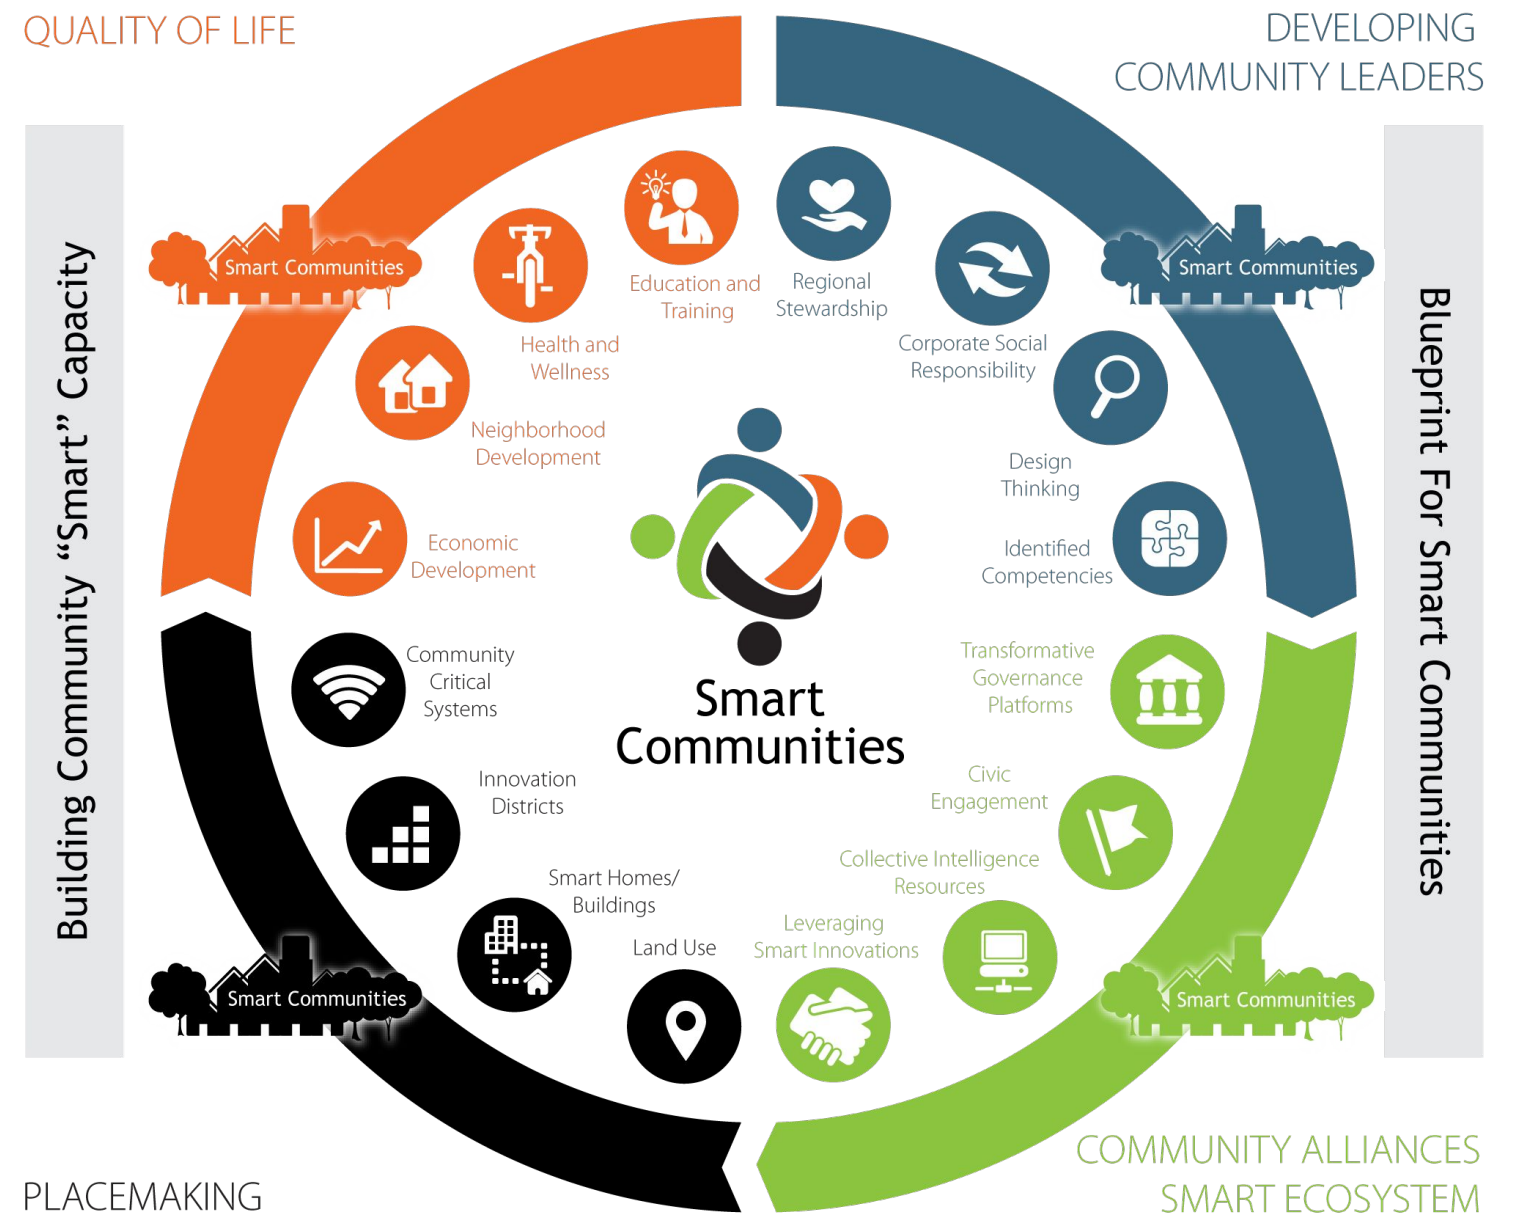 QUALITY OF LIFE
DEVELOPING
COMMUNITY LEADERS
Building Community “Smart” Capacity
Blueprint For Smart Communities
Smart Communities
Smart Communities
Education and
Training
Regional
Stewardship
Health and
Wellness
Corporate Social
Responsibility
Neighborhood
Development
Design
Thinking
Economic
Development
Identified
Competencies
Smart
Communities
Community
Critical
Systems
Transformative
Governance
Platforms
Innovation
Districts
Civic
Engagement
Smart Homes/
Buildings
Collective Intelligence
Resources
Land Use
Leveraging
Smart Innovations
Smart Communities
Smart Communities
PLACEMAKING
COMMUNITY ALLIANCES
SMART ECOSYSTEM